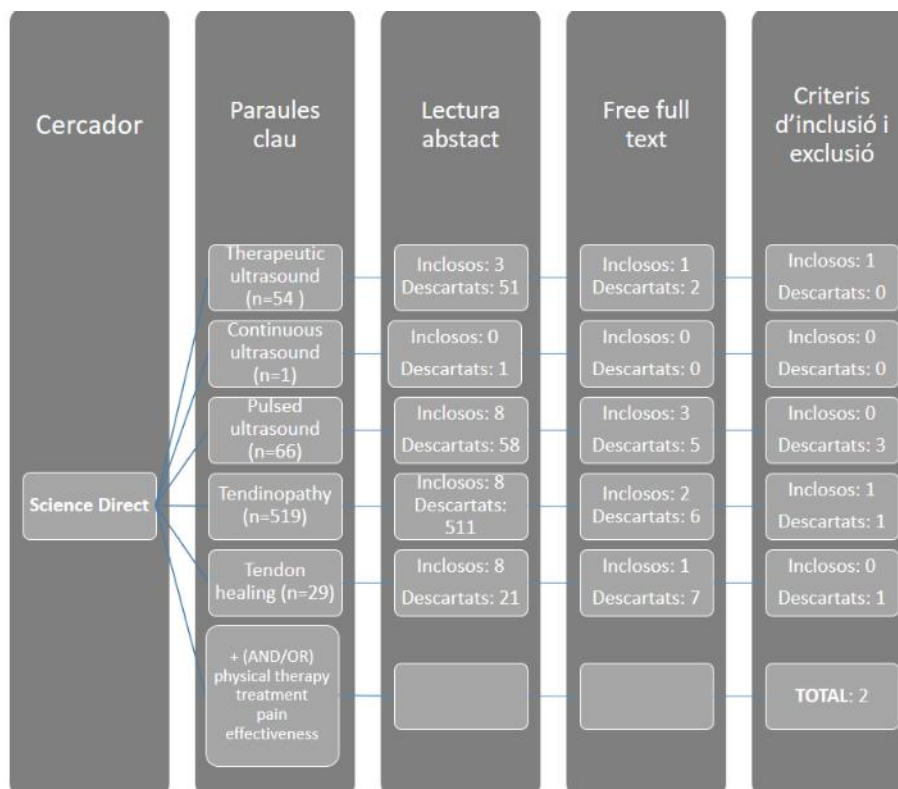 Cercador
Paraules
clau
Lectura
abstact
Free full
text
Criteris
d'inclusió i
exclusió
Science Direct
Therapeutic
ultrasound
(n=54 )
Inclosos: 3
Descartats: 51
Inclosos: 1
Descartats: 2
Inclosos: 1
Descartats: 0
Continuous
ultrasound
(n=1)
Inclosos: 0
Descartats: 1
Inclosos: 0
Descartats: 0
Inclosos: 0
Descartats: 0
Pulsed
ultrasound
(n=66)
Inclosos: 8
Descartats: 58
Inclosos: 3
Descartats: 5
Inclosos: 0
Descartats: 3
Tendinopathy
(n=519)
Inclosos: 8
Descartats:
511
Inclosos: 2
Descartats: 6
Inclosos: 1
Descartats: 1
Tendon
healing (n=29)
Inclosos: 8
Descartats: 21
Inclosos: 1
Descartats: 7
Inclosos: 0
Descartats: 1
+ (AND/OR)
physical therapy
treatment
pain
effectiveness
TOTAL: 2